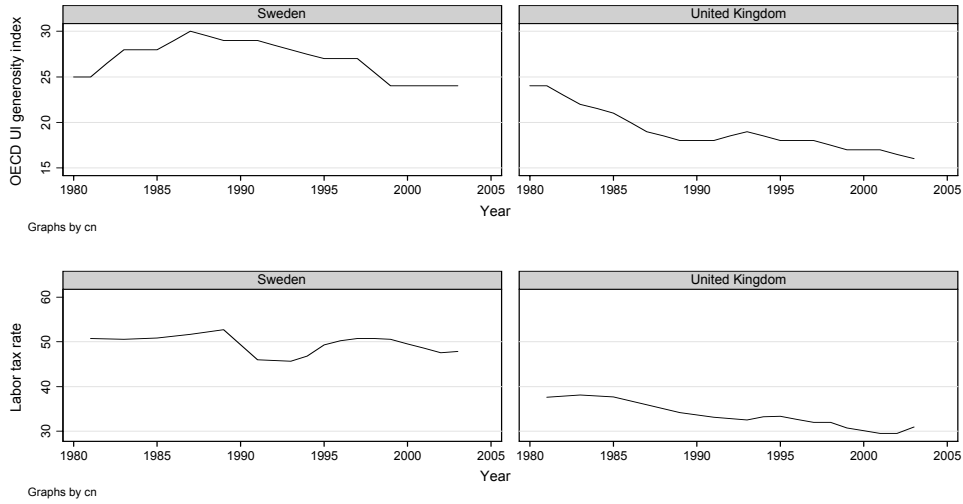 Sweden
United Kingdom
OECD UI generosity index
30
25
20
15
1980 1985 1990 1995 2000 2005
1980 1985 1990 1995 2000 2005
Year
Graphs by cn
Sweden
United Kingdom
Labor tax rate
60
50
40
30
1980 1985 1990 1995 2000 2005
1980 1985 1990 1995 2000 2005
Year
Graphs by cn